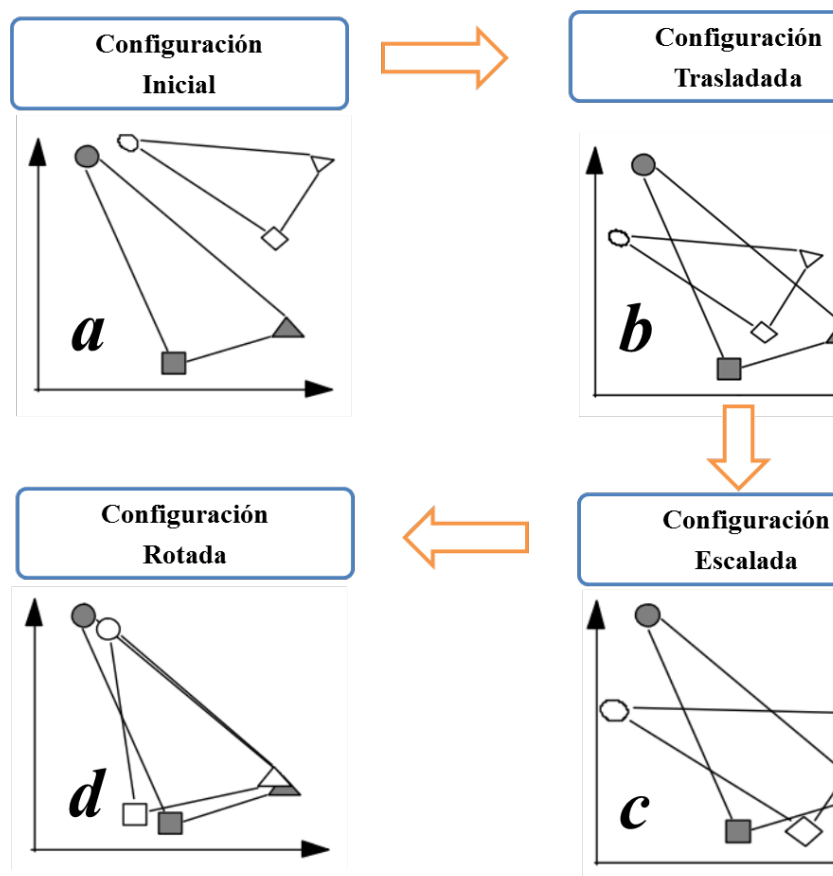 Configuración
Inicial
Configuración
Trasladada
a
b
Configuración
Rotada
Configuración
Escalada
d
c